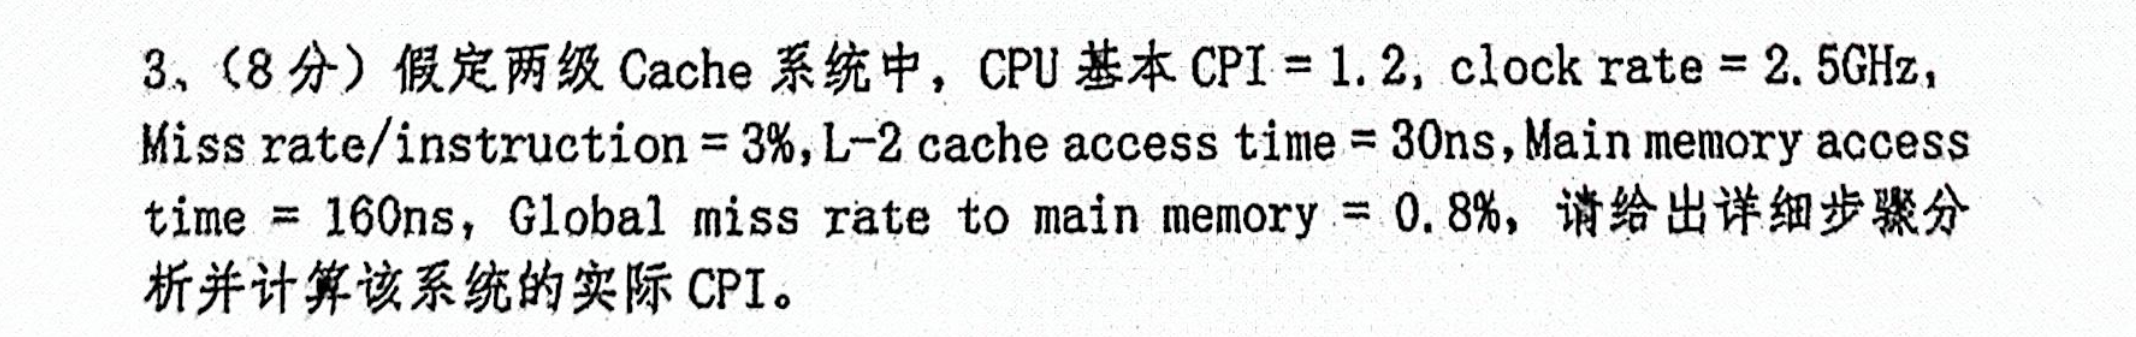 3、（8 分）假定两级 Cache 系统中，CPU 基本 CPI = 1.2, clock rate = 2.5GHz,
Miss rate/instruction = 3%, L-2 cache access time = 30ns, Main memory access
time = 160ns, Global miss rate to main memory = 0.8%, 请给出详细步骤分
析并计算该系统的实际 CPI。